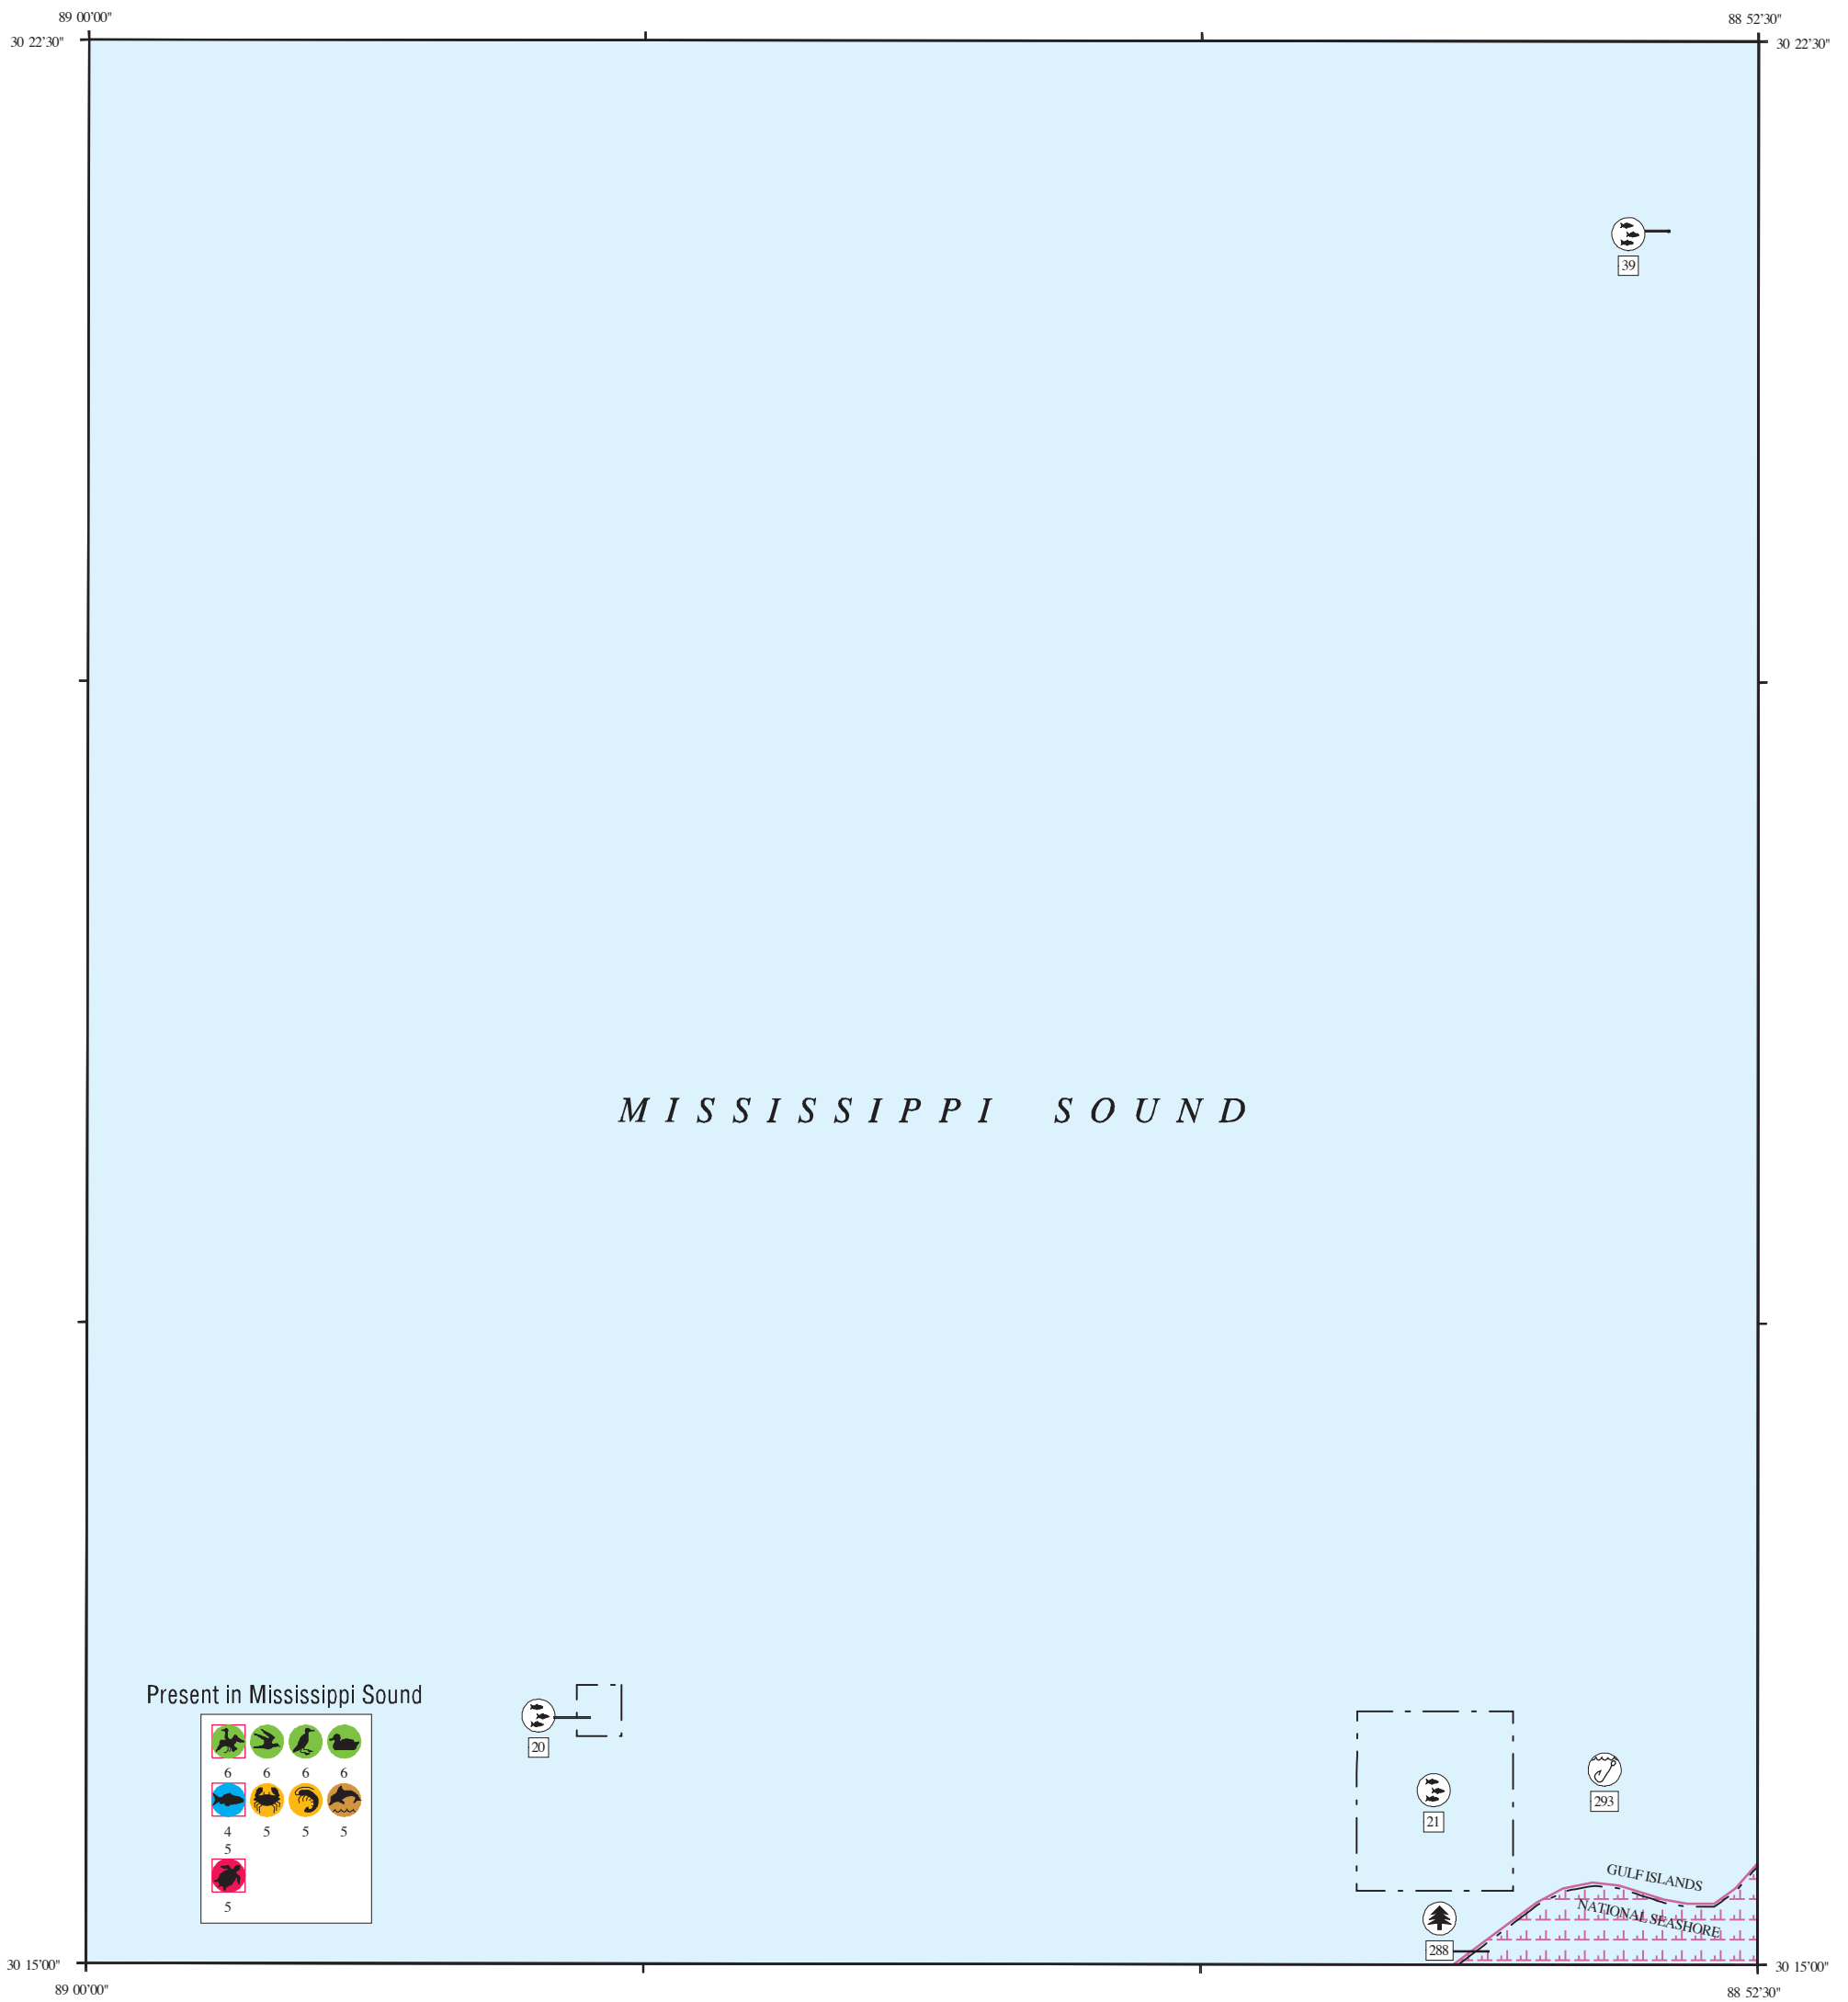 89 00'00"
88 52'30"
30 22'30"
30 22'30"
39
MISSISSIPPI SOUND
Present in Mississippi Sound
6 6 6 6
4 5 5 5
5
5
20
21
293
GULF ISLANDS
NATIONAL SEASHORE
288
30 15'00"
30 15'00"
89 00'00"
88 52'30"